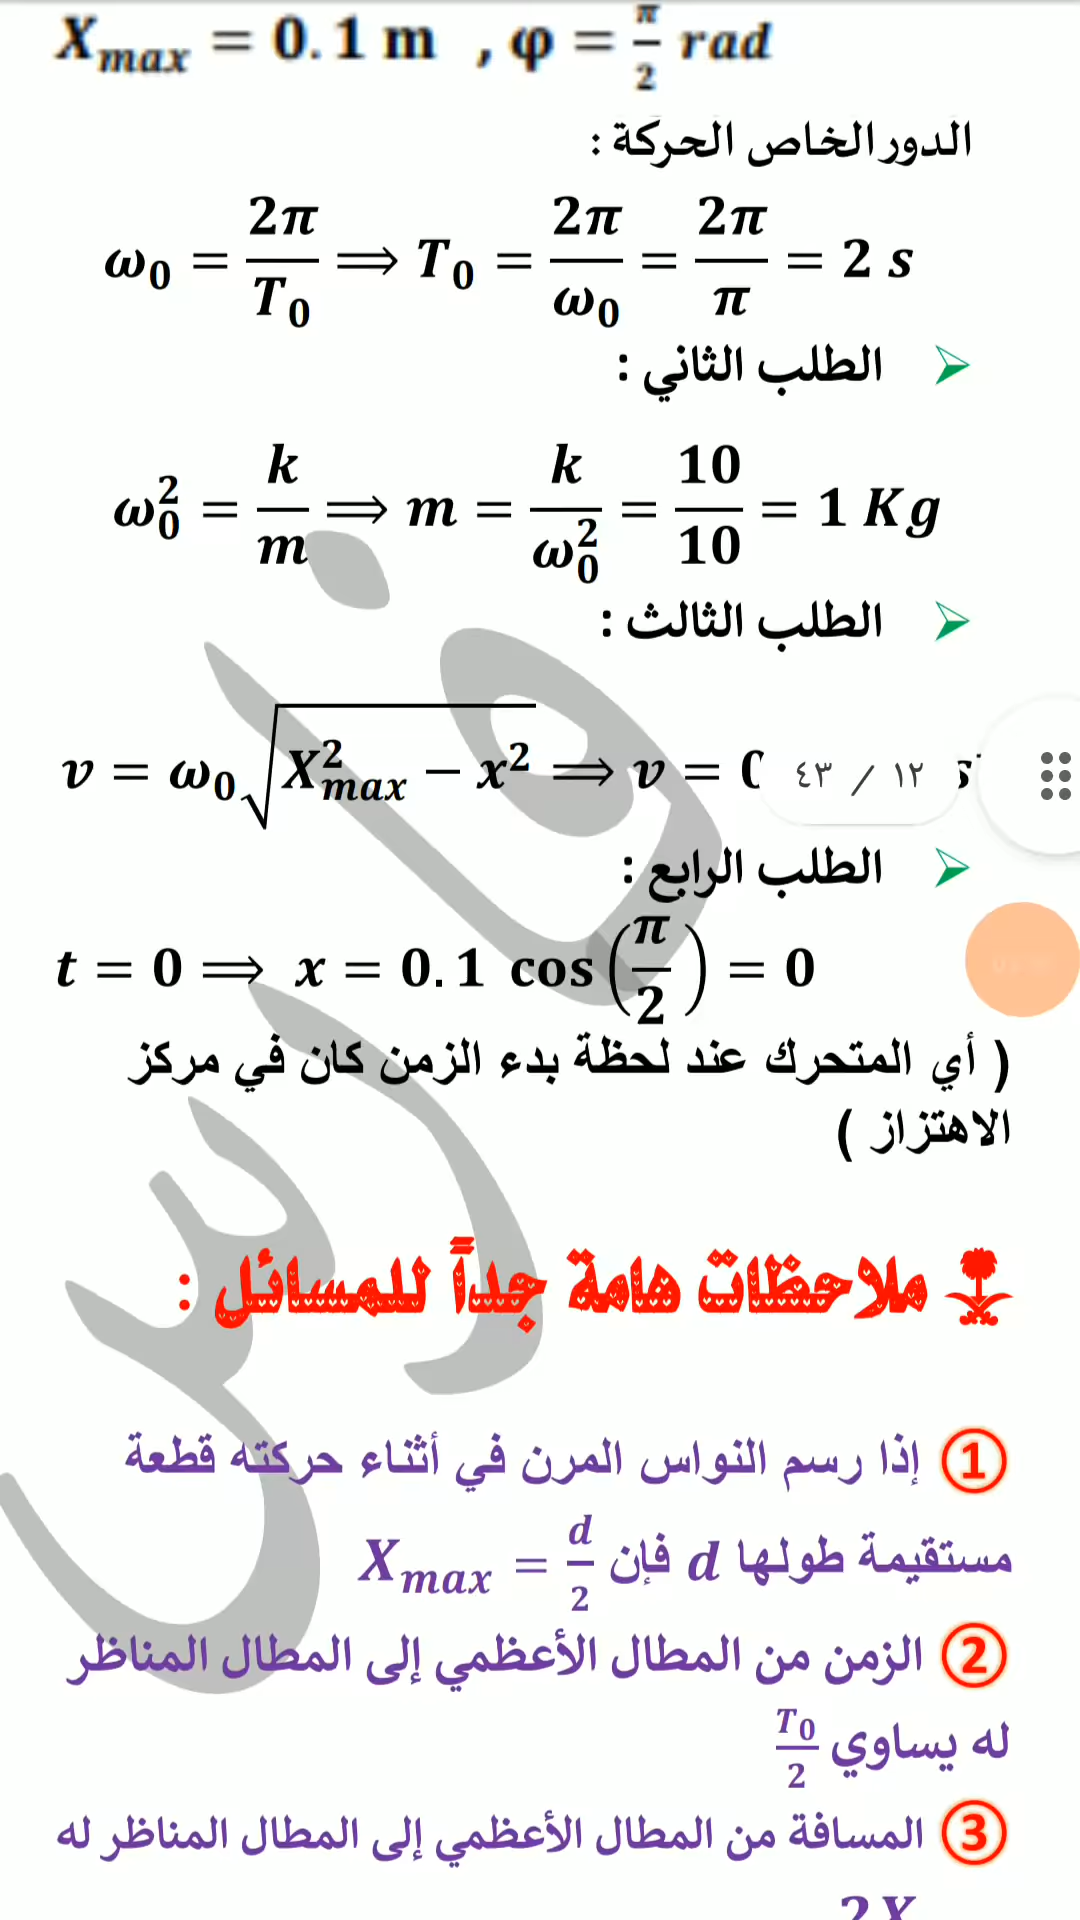 X_max = 0.1 m , φ = π/2 rad
الدور الخاص الحركة :
ω₀ = 2π/T₀ ⟹ T₀ = 2π/ω₀ = 2π/π = 2 s
➢ الطلب الثاني :
ω₀² = k/m ⟹ m = k/ω₀² = 10/10 = 1 Kg
➢ الطلب الثالث :
v = ω₀√(X²_max − x²) ⟹ v =
١٢ / ٤٣
➢ الطلب الرابع :
t = 0 ⟹ x = 0.1 cos(π/2) = 0
( أي المتحرك عند لحظة بدء الزمن كان في مركز
الاهتزاز )
ملاحظات هامة جداً للمسائل :
① إذا رسم النواس المرن في أثناء حركته قطعة
مستقيمة طولها d فإن X_max = d/2
② الزمن من المطال الأعظمي إلى المطال المناظر
له يساوي T₀/2
③ المسافة من المطال الأعظمي إلى المطال المناظر له
2X
فارس